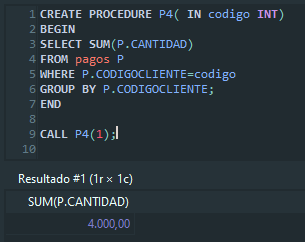 1 CREATE PROCEDURE P4( IN codigo INT)
2 BEGIN
3 SELECT SUM(P.CANTIDAD)
4 FROM pagos P
5 WHERE P.CODIGOCLIENTE=codigo
6 GROUP BY P.CODIGOCLIENTE;
7 END
8
9 CALL P4(1);
10
Resultado #1 (1r × 1c)
SUM(P.CANTIDAD)
4.000,00